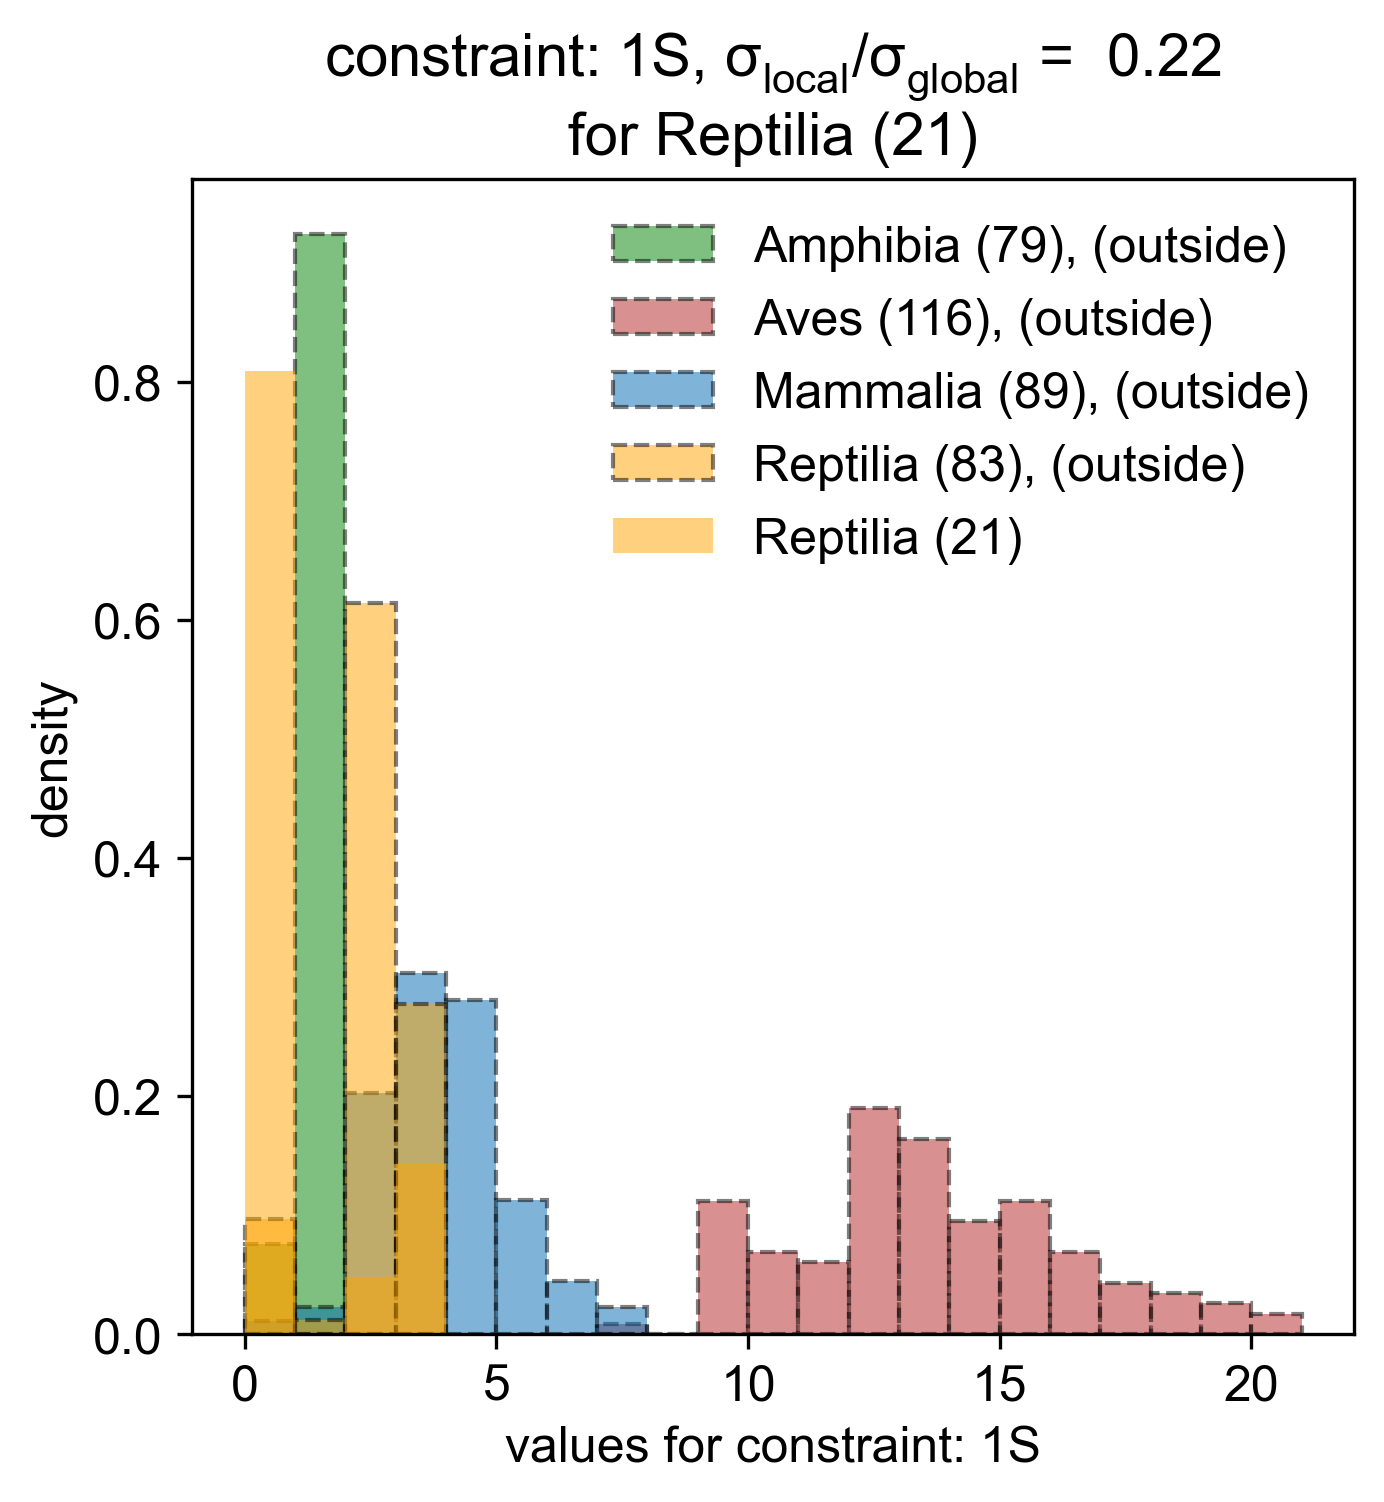 constraint: 1S, σlocal/σglobal = 0.22
for Reptilia (21)
Amphibia (79), (outside)
Aves (116), (outside)
Mammalia (89), (outside)
Reptilia (83), (outside)
Reptilia (21)
density
0.8
0.6
0.4
0.2
0.0
0 5 10 15 20
values for constraint: 1S